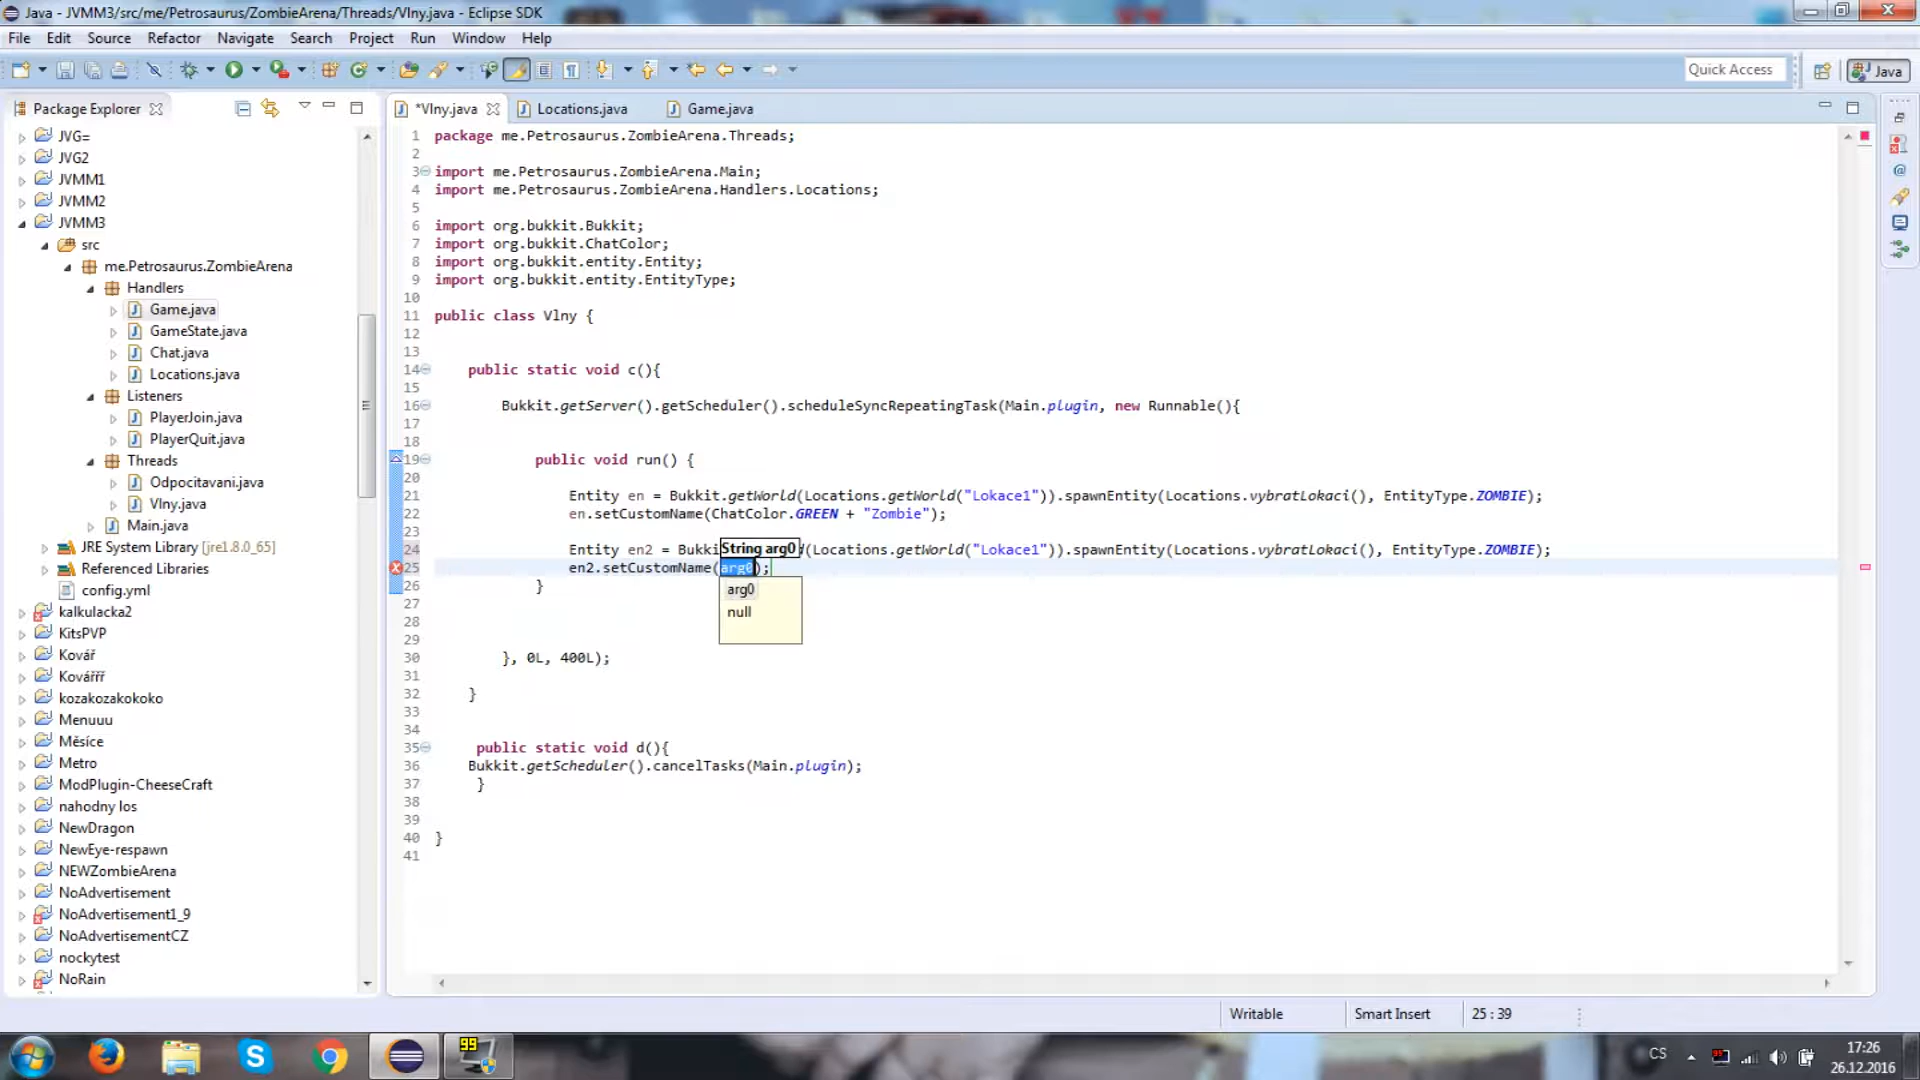 Java - JVMM3/src/me/Petrosaurus/ZombieArena/Threads/Vlny.java - Eclipse SDK
File Edit Source Refactor Navigate Search Project Run Window Help
Quick Access
Java
Package Explorer
*Vlny.java
Locations.java
Game.java
JVG=
JVG2
JVMM1
JVMM2
JVMM3
src
me.Petrosaurus.ZombieArena
Handlers
Game.java
GameState.java
Chat.java
Locations.java
Listeners
PlayerJoin.java
PlayerQuit.java
Threads
Odpocitavani.java
Vlny.java
Main.java
JRE System Library [jre1.8.0_65]
Referenced Libraries
config.yml
kalkulacka2
KitsPVP
Kovář
Kovářří
kozakozakokoko
Menuuu
Měsíce
Metro
ModPlugin-CheeseCraft
nahodny los
NewDragon
NewEye-respawn
NEWZombieArena
NoAdvertisement
NoAdvertisement1_9
NoAdvertisementCZ
nockytest
NoRain
1 package me.Petrosaurus.ZombieArena.Threads;
2
3 import me.Petrosaurus.ZombieArena.Main;
4 import me.Petrosaurus.ZombieArena.Handlers.Locations;
5
6 import org.bukkit.Bukkit;
7 import org.bukkit.ChatColor;
8 import org.bukkit.entity.Entity;
9 import org.bukkit.entity.EntityType;
10
11 public class Vlny {
12
13
14 public static void c(){
15
16 Bukkit.getServer().getScheduler().scheduleSyncRepeatingTask(Main.plugin, new Runnable(){
17
18
19 public void run() {
20
21 Entity en = Bukkit.getWorld(Locations.getWorld("Lokace1")).spawnEntity(Locations.vybratLokaci(), EntityType.ZOMBIE);
22 en.setCustomName(ChatColor.GREEN + "Zombie");
23
24 Entity en2 = Bukki String arg0 d(Locations.getWorld("Lokace1")).spawnEntity(Locations.vybratLokaci(), EntityType.ZOMBIE);
25 en2.setCustomName(arg0);
26 }
arg0
27
null
28
29
30 }, 0L, 400L);
31
32 }
33
34
35 public static void d(){
36 Bukkit.getScheduler().cancelTasks(Main.plugin);
37 }
38
39
40 }
41
Writable
Smart Insert
25 : 39
99
CS
17:26
26.12.2016